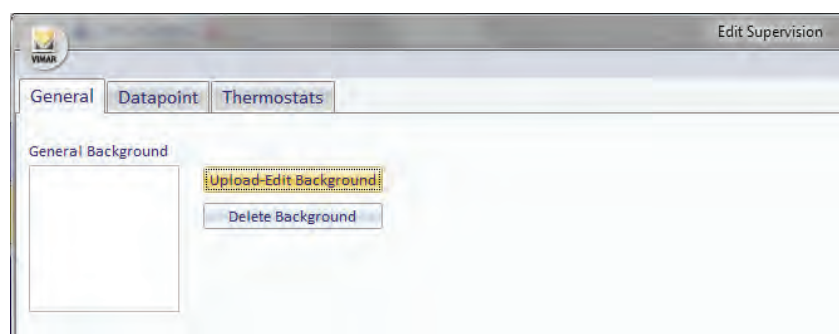 Edit Supervision
VIMAR
General Datapoint Thermostats
General Background
Upload-Edit Background
Delete Background